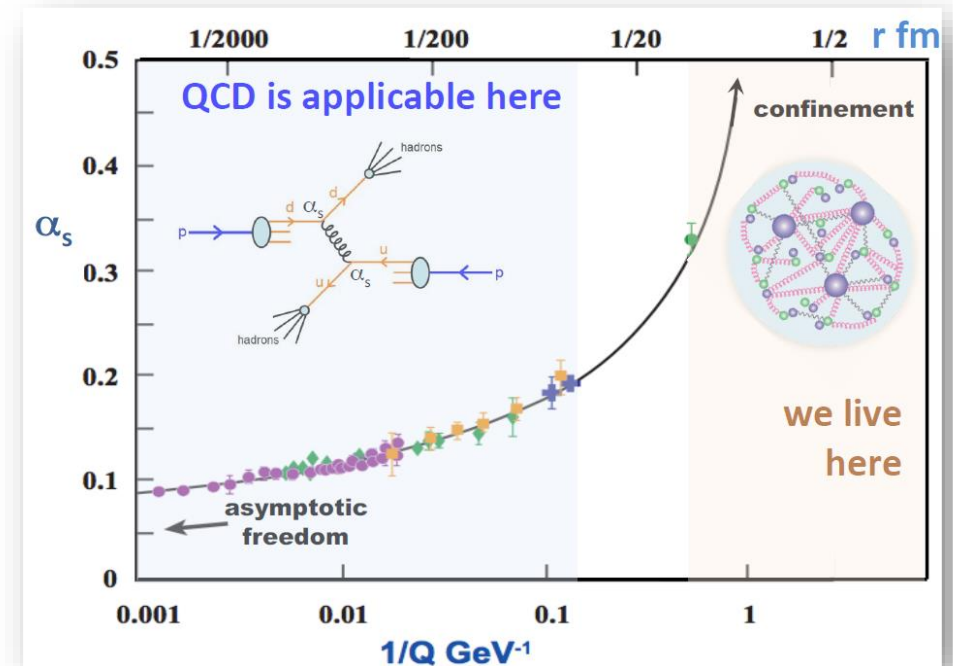 1/2000 1/200 1/20 1/2 r fm
0.5
QCD is applicable here
confinement
hadrons
0.4
d
αs
d
αs
p
0.3
u
αs
u
p
hadrons
0.2
we live
here
0.1
asymptotic
freedom
0
0.001 0.01 0.1 1
1/Q GeV⁻¹